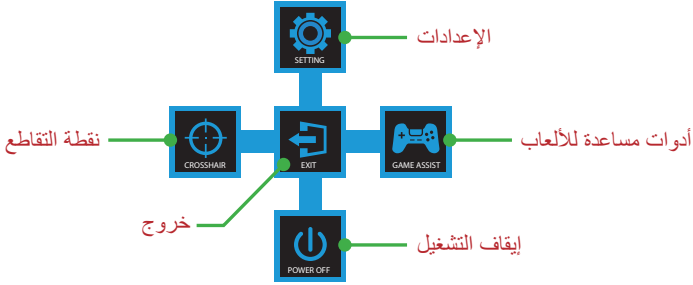 الإعدادات
SETTING
نقطة التقاطع
CROSSHAIR
EXIT
GAME ASSIST
أدوات مساعدة للألعاب
خروج
POWER OFF
إيقاف التشغيل